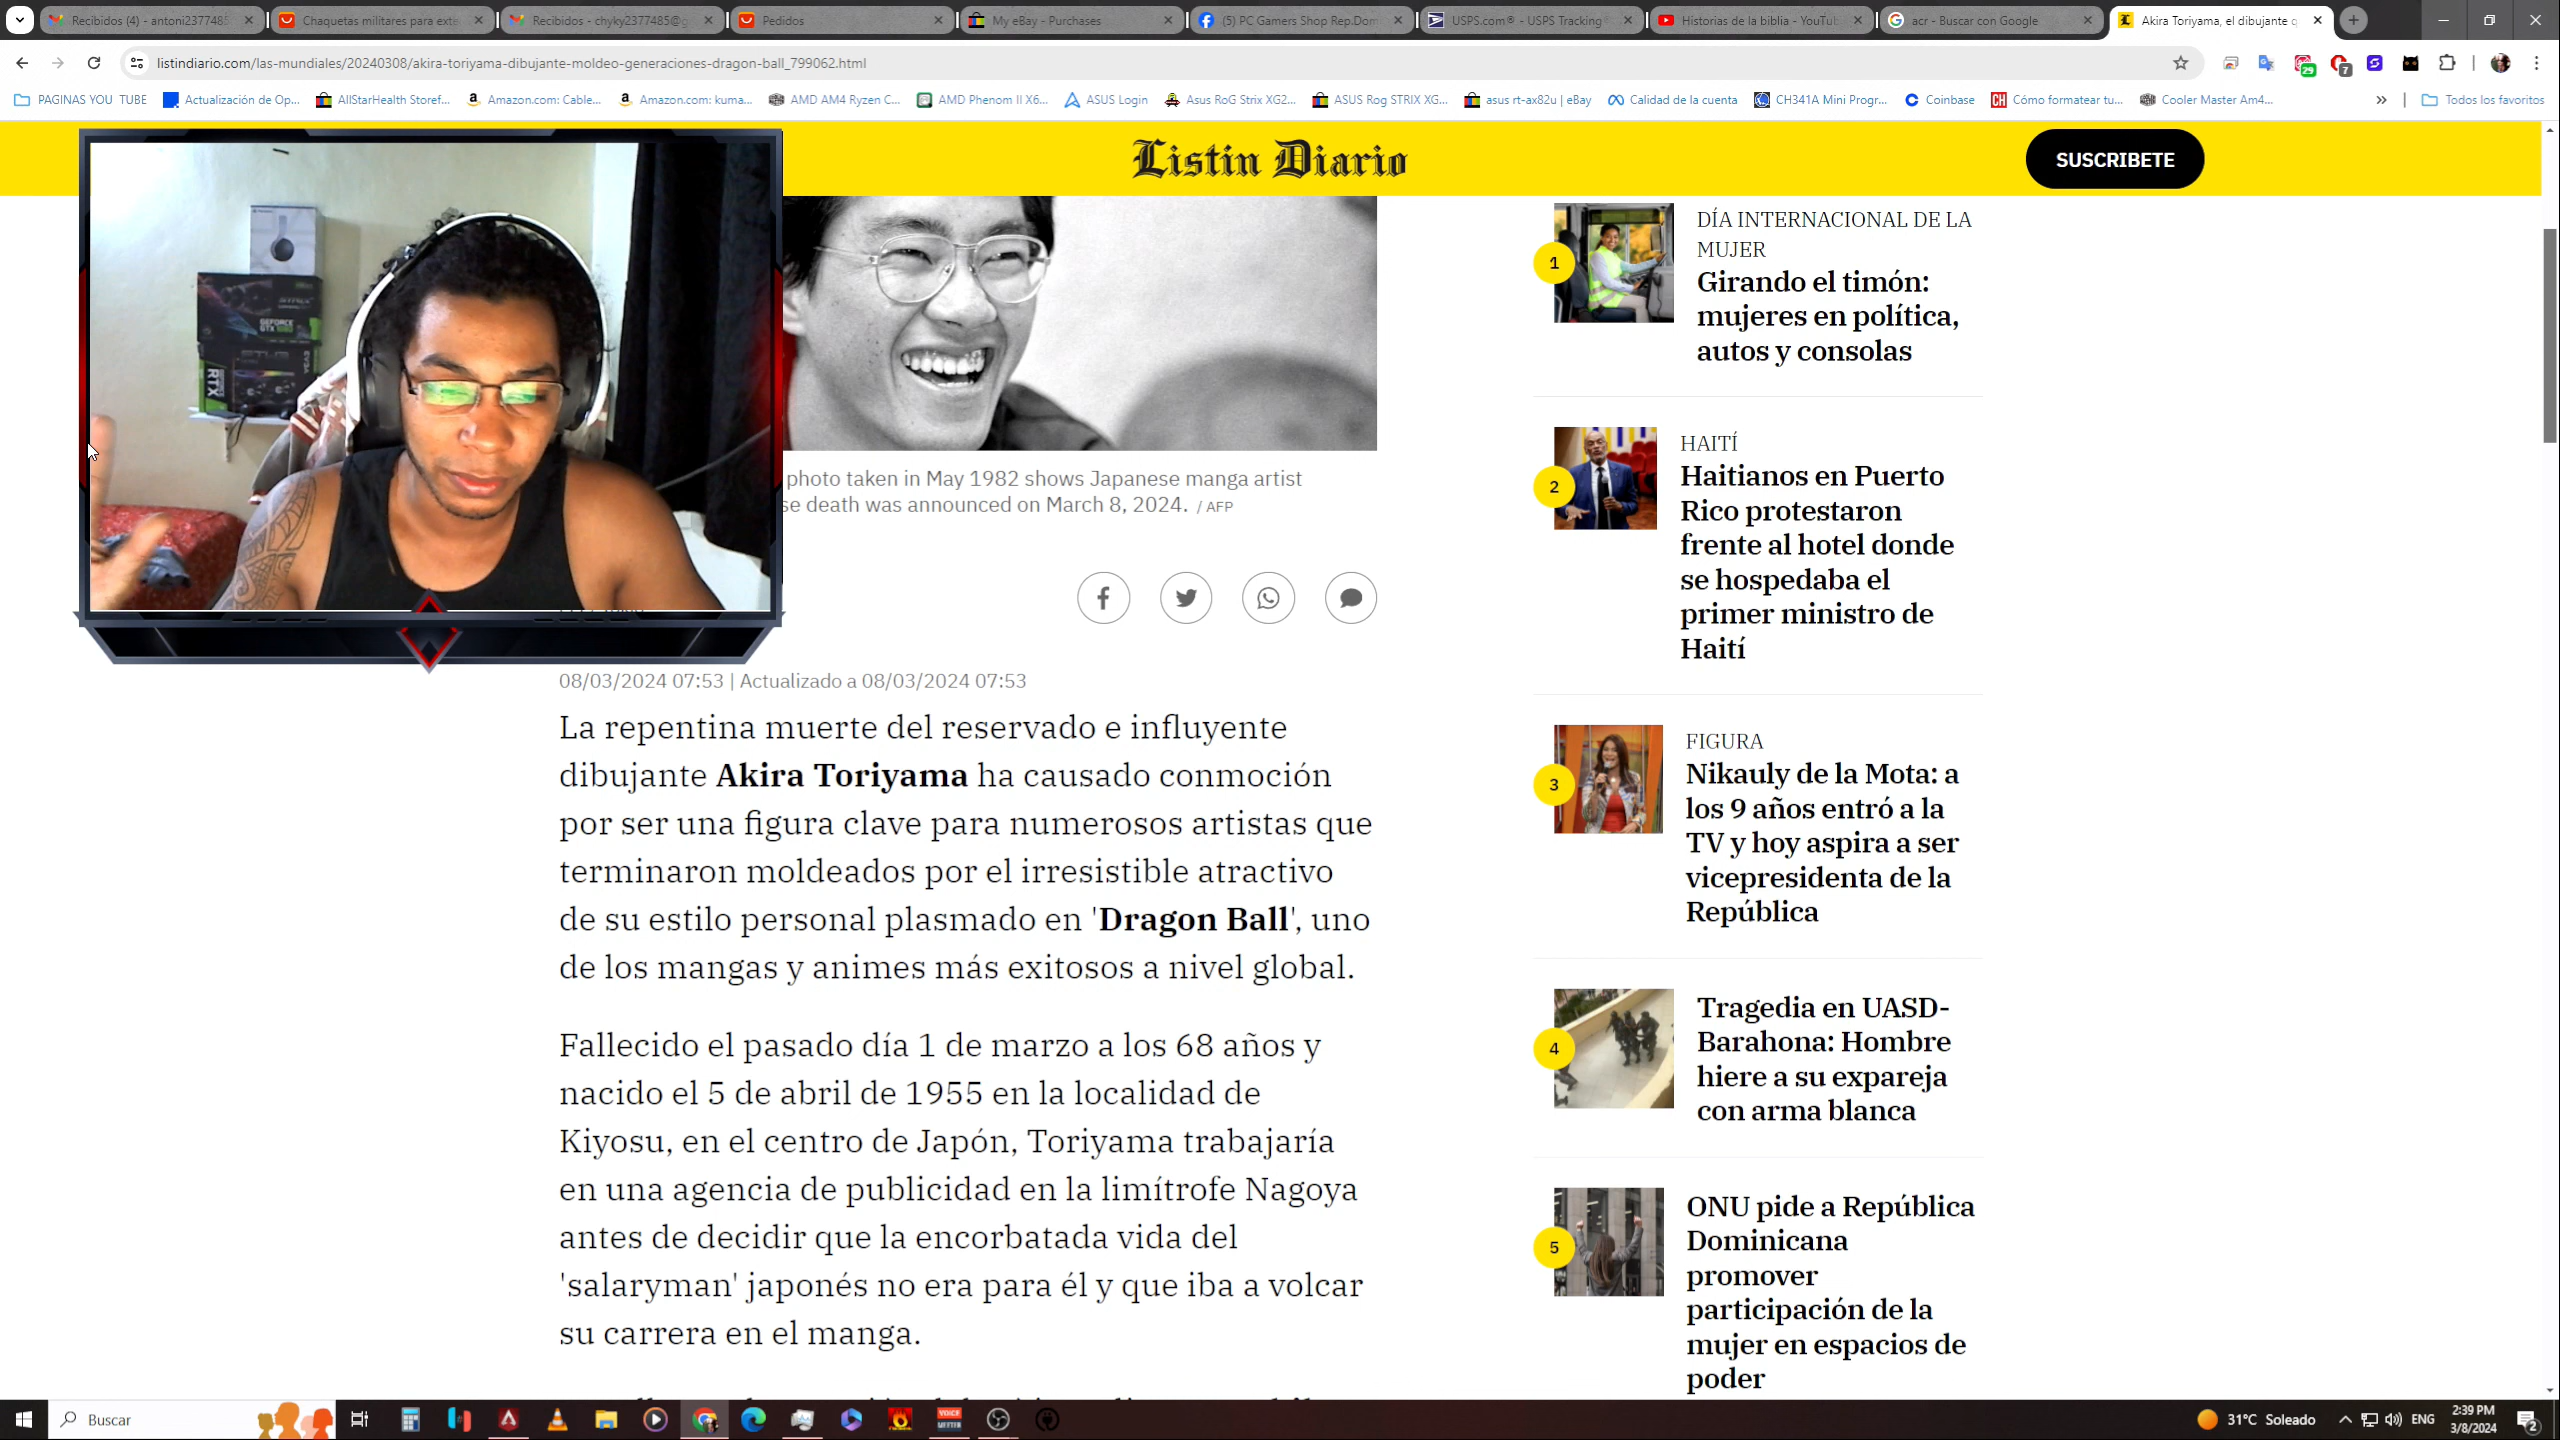 Recibidos (4) - antoni2377485
Chaquetas militares para exte
Recibidos - chyky2377485@g
Pedidos
My eBay - Purchases
(5) PC Gamers Shop Rep.Dom
USPS.com® - USPS Tracking
Historias de la biblia - YouTub
acr - Buscar con Google
Akira Toriyama, el dibujante q
listindiario.com/las-mundiales/20240308/akira-toriyama-dibujante-moldeo-generaciones-dragon-ball_799062.html
29
7
PAGINAS YOU TUBE
Actualización de Op...
AllStarHealth Storef...
Amazon.com: Cable...
Amazon.com: kuma...
AMD AM4 Ryzen C...
AMD Phenom II X6...
ASUS Login
Asus RoG Strix XG2...
ASUS Rog STRIX XG...
asus rt-ax82u | eBay
Calidad de la cuenta
CH341A Mini Progr...
Coinbase
Cómo formatear tu...
Cooler Master Am4...
Todos los favoritos
Listin Diario
SUSCRIBETE
GEFORCE
RTX
photo taken in May 1982 shows Japanese manga artist
se death was announced on March 8, 2024. / AFP
08/03/2024 07:53 | Actualizado a 08/03/2024 07:53
La repentina muerte del reservado e influyente
dibujante Akira Toriyama ha causado conmoción
por ser una figura clave para numerosos artistas que
terminaron moldeados por el irresistible atractivo
de su estilo personal plasmado en 'Dragon Ball', uno
de los mangas y animes más exitosos a nivel global.
Fallecido el pasado día 1 de marzo a los 68 años y
nacido el 5 de abril de 1955 en la localidad de
Kiyosu, en el centro de Japón, Toriyama trabajaría
en una agencia de publicidad en la limítrofe Nagoya
antes de decidir que la encorbatada vida del
'salaryman' japonés no era para él y que iba a volcar
su carrera en el manga.
1
DÍA INTERNACIONAL DE LA
MUJER
Girando el timón:
mujeres en política,
autos y consolas
2
HAITÍ
Haitianos en Puerto
Rico protestaron
frente al hotel donde
se hospedaba el
primer ministro de
Haití
3
FIGURA
Nikauly de la Mota: a
los 9 años entró a la
TV y hoy aspira a ser
vicepresidenta de la
República
4
Tragedia en UASD-
Barahona: Hombre
hiere a su expareja
con arma blanca
5
ONU pide a República
Dominicana
promover
participación de la
mujer en espacios de
poder
Buscar
31°C Soleado
ENG
2:39 PM
3/8/2024
2